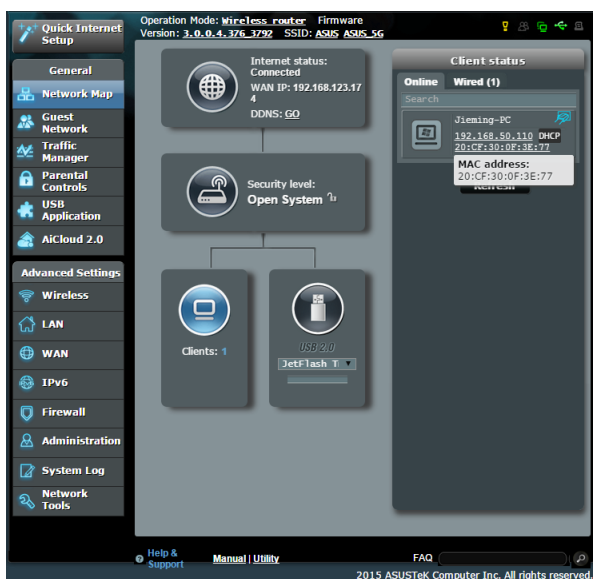 Quick Internet
Setup
Operation Mode: Wireless router Firmware
Version: 3.0.0.4.376_3792 SSID: ASUS ASUS_5G
General
Network Map
Guest
Network
Traffic
Manager
Parental
Controls
USB
Application
AiCloud 2.0
Advanced Settings
Wireless
LAN
WAN
IPv6
Firewall
Administration
System Log
Network
Tools
Internet status:
Connected
WAN IP: 192.168.123.17
4
DDNS: GO
Security level:
Open System
Clients: 1
USB 2.0
JetFlash T
Client status
Online Wired (1)
Search
Jieming-PC
192.168.50.110 DHCP
20:CF:30:0F:3E:77
MAC address:
20:CF:30:0F:3E:77
Refresh
Help &
Support
Manual | Utility
FAQ
2015 ASUSTeK Computer Inc. All rights reserved.